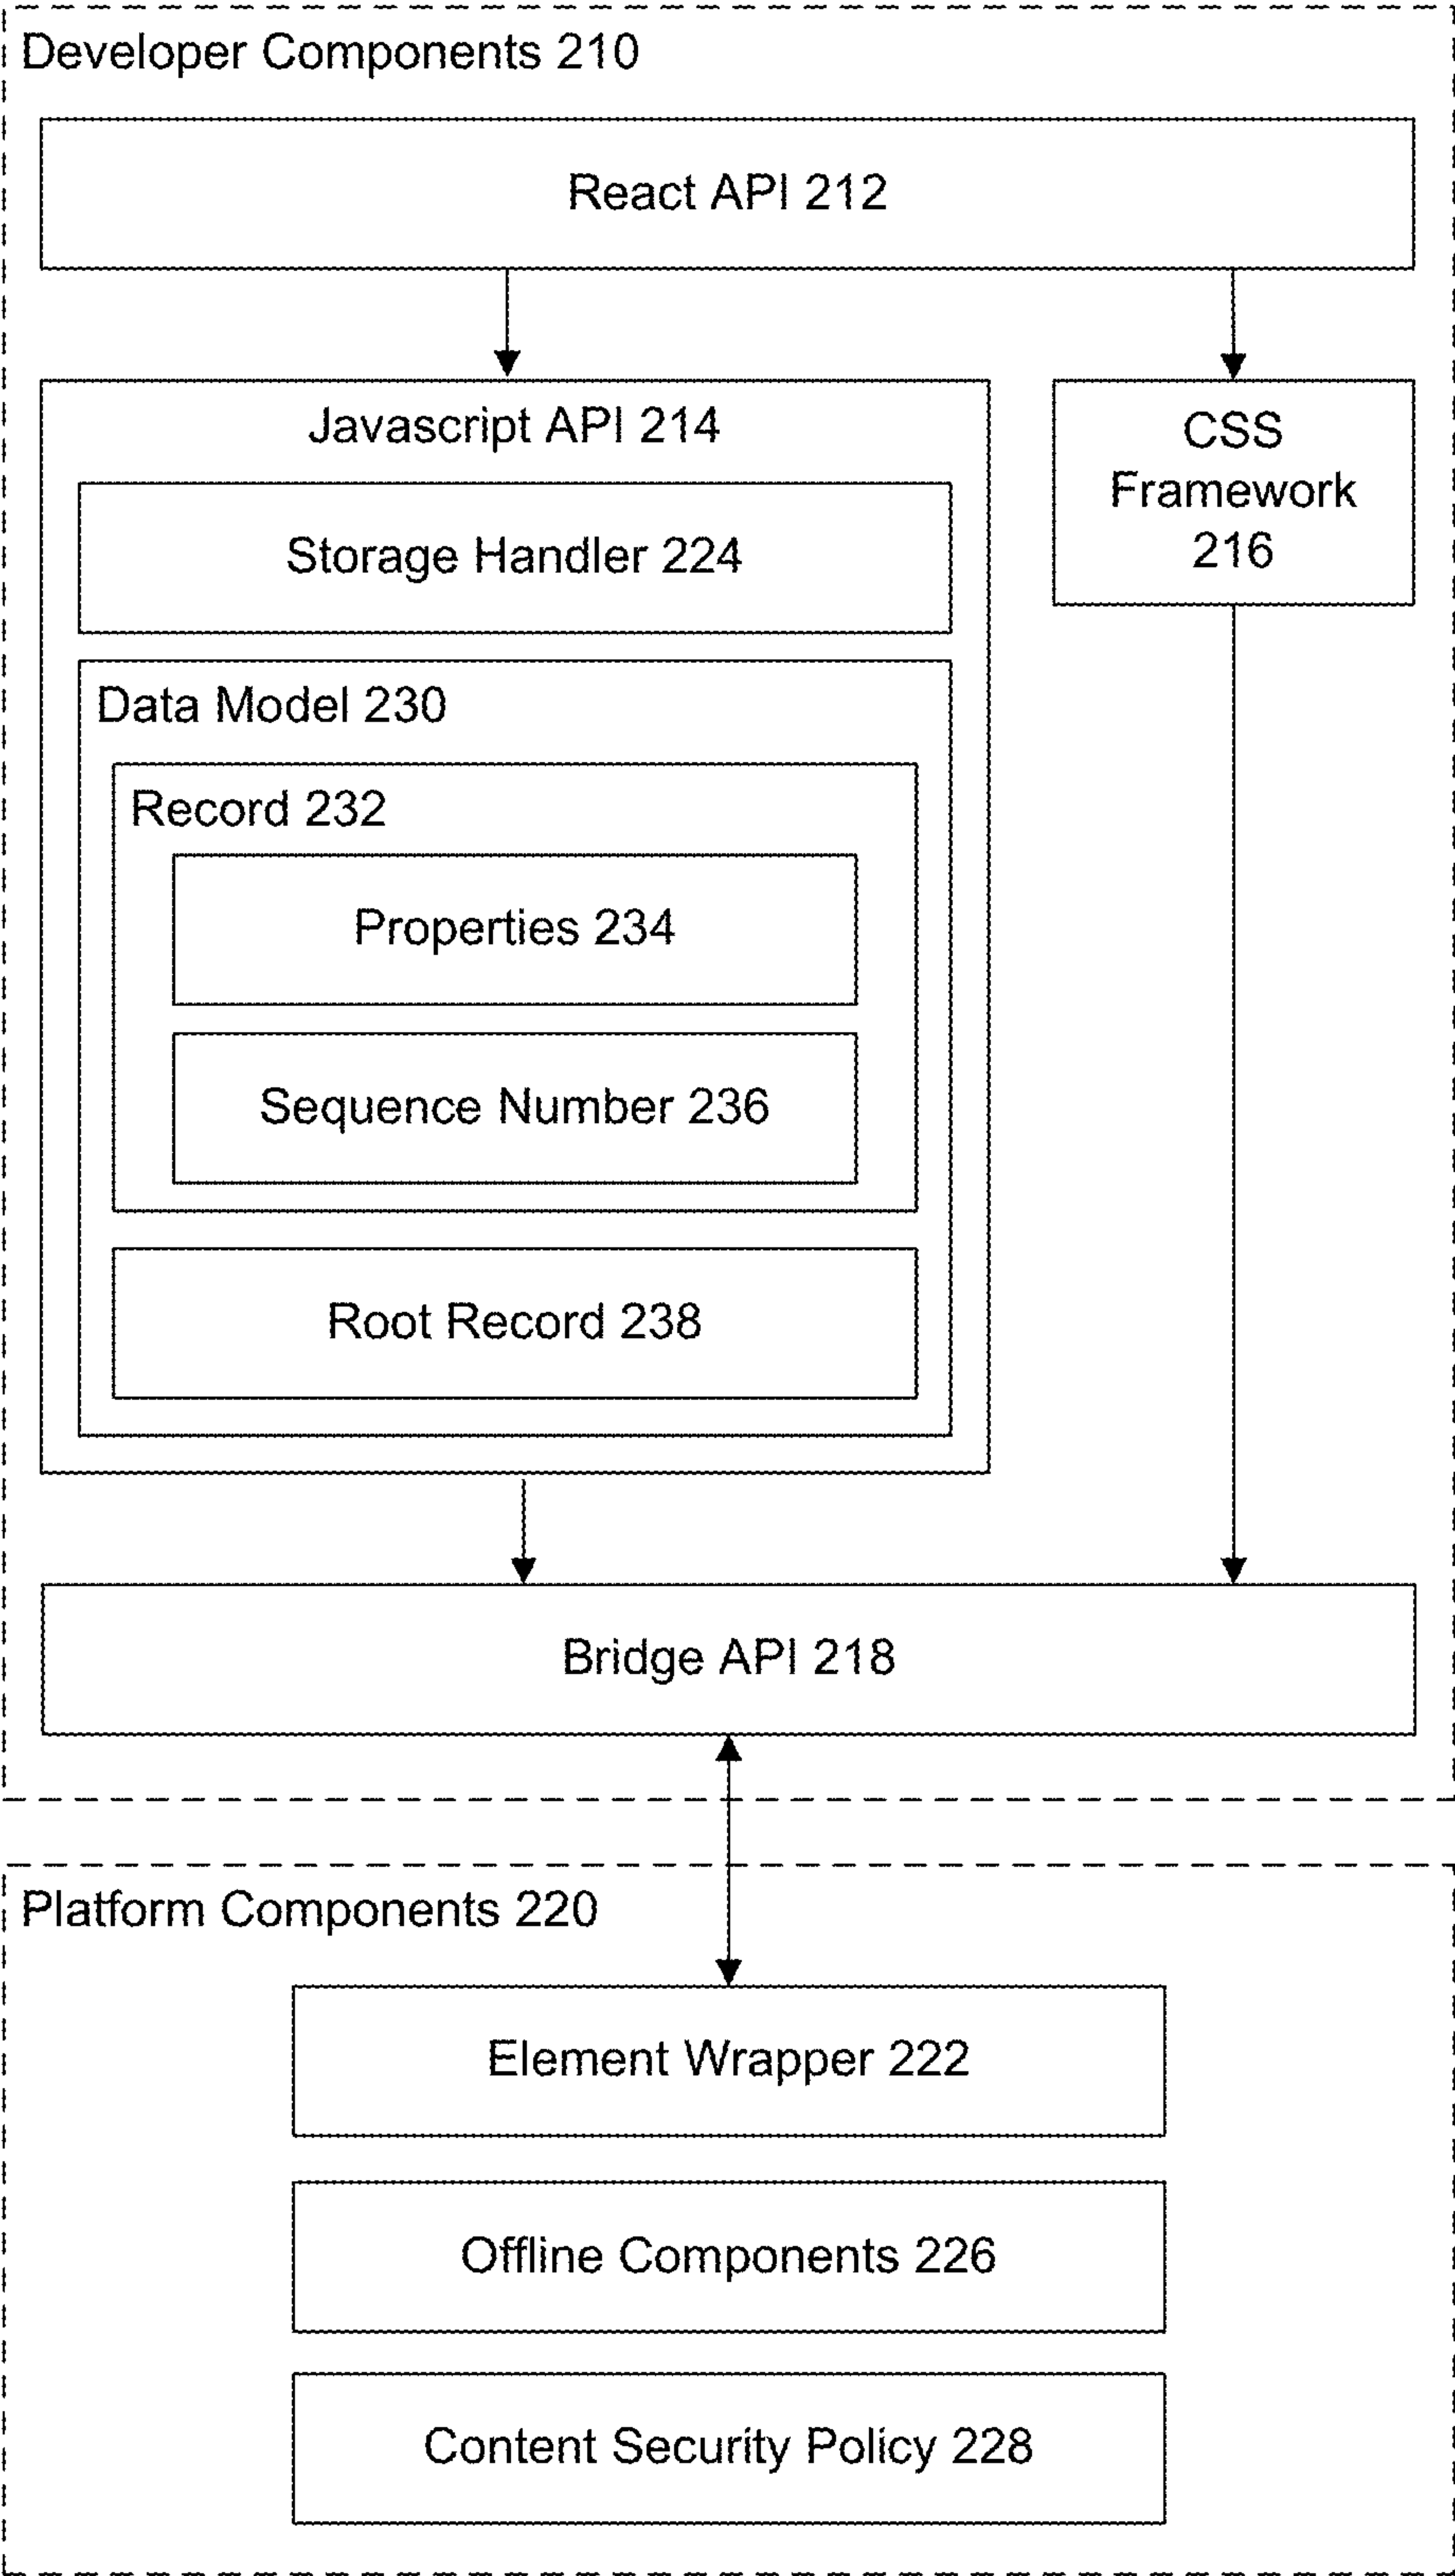 Developer Components 210
React API 212
Javascript API 214
Storage Handler 224
Data Model 230
Record 232
Properties 234
Sequence Number 236
Root Record 238
CSS
Framework
216
Bridge API 218
Platform Components 220
Element Wrapper 222
Offline Components 226
Content Security Policy 228